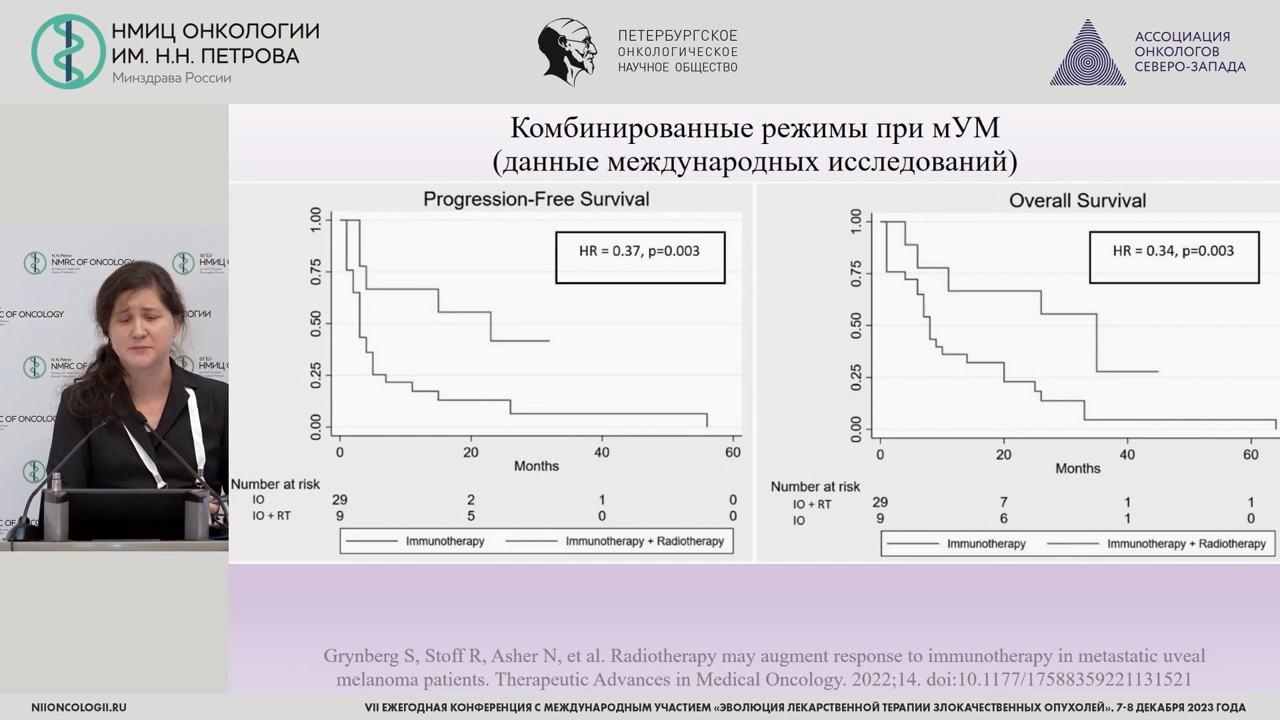 НМИЦ ОНКОЛОГИИ
ИМ. Н.Н. ПЕТРОВА
Минздрава России
ПЕТЕРБУРГСКОЕ
ОНКОЛОГИЧЕСКОЕ
НАУЧНОЕ ОБЩЕСТВО
АССОЦИАЦИЯ
ОНКОЛОГОВ
СЕВЕРО-ЗАПАДА
Комбинированные режимы при мУМ
(данные международных исследований)
Progression-Free Survival
HR = 0.37, p=0.003
1.00
0.75
0.50
0.25
0.00
0 20 40 60
Months
Number at risk
IO 29 2 1 0
IO + RT 9 5 0 0
Immunotherapy Immunotherapy + Radiotherapy
Overall Survival
HR = 0.34, p=0.003
1.00
0.75
0.50
0.25
0.00
0 20 40 60
Months
Number at risk
IO + RT 29 7 1 1
IO 9 6 1 0
Immunotherapy Immunotherapy + Radiotherapy
Grynberg S, Stoff R, Asher N, et al. Radiotherapy may augment response to immunotherapy in metastatic uveal
melanoma patients. Therapeutic Advances in Medical Oncology. 2022;14. doi:10.1177/17588359221131521
NMRC OF ONCOLOGY
OF ONCOLOGY
NMRC OF
НМИЦ
NIIONCOLOGII.RU
VII ЕЖЕГОДНАЯ КОНФЕРЕНЦИЯ С МЕЖДУНАРОДНЫМ УЧАСТИЕМ «ЭВОЛЮЦИЯ ЛЕКАРСТВЕННОЙ ТЕРАПИИ ЗЛОКАЧЕСТВЕННЫХ ОПУХОЛЕЙ». 7-8 ДЕКАБРЯ 2023 ГОДА